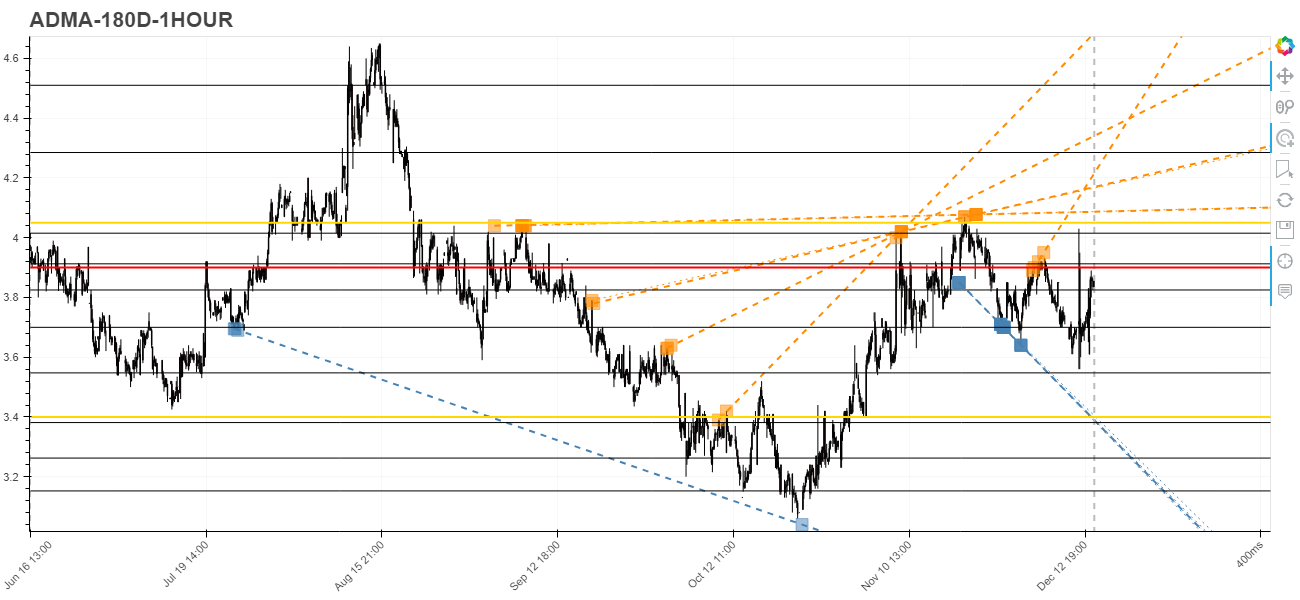 ADMA-180D-1HOUR
4.6
4.4
4.2
4
3.8
3.6
3.4
3.2
Jun 16 13:00
Jul 19 14:00
Aug 15 21:00
Sep 12 18:00
Oct 12 11:00
Nov 10 13:00
Dec 12 19:00
400ms